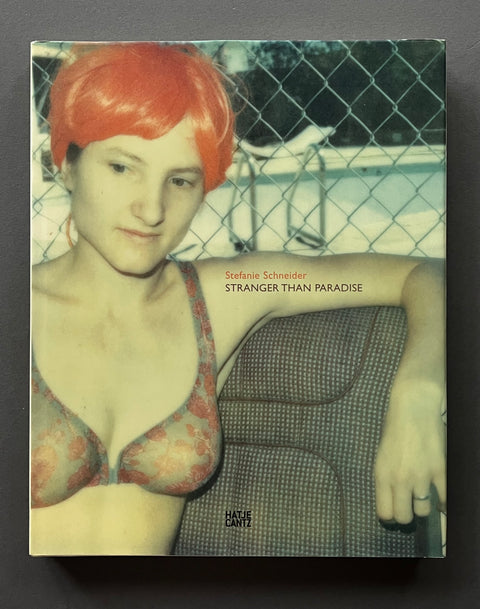 Stefanie Schneider
STRANGER THAN PARADISE
HATJE
CANTZ